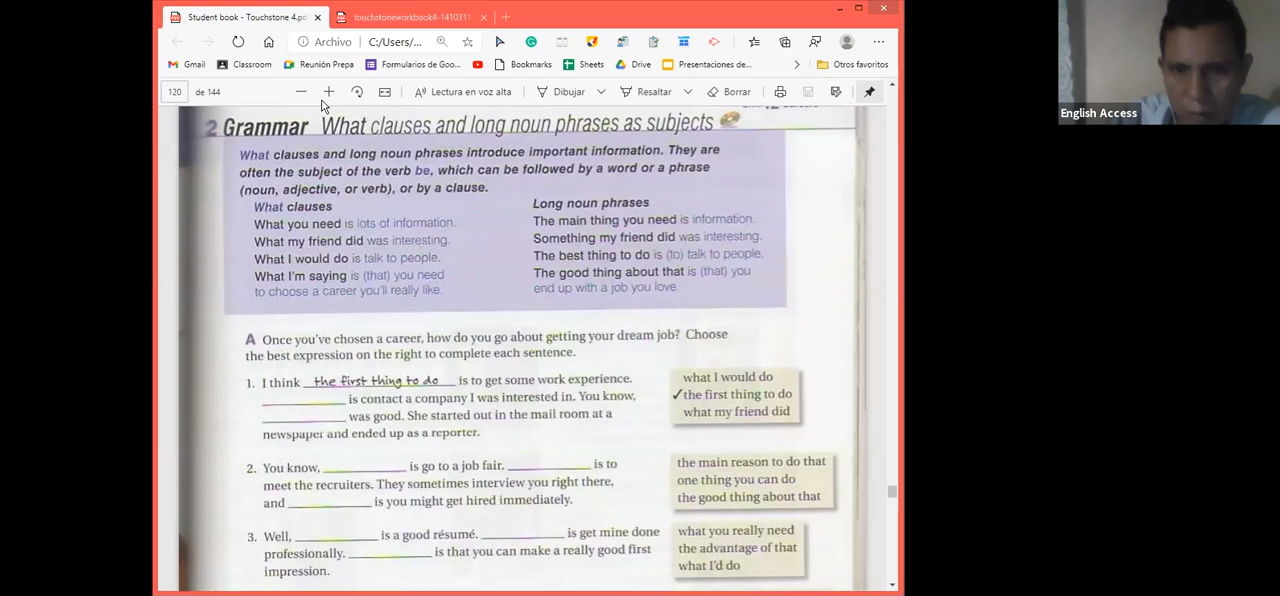 Student book - Touchstone 4.pd
touchstoneworkbook4-1410311
Archivo
C:/Users/...
Gmail
Classroom
Reunión Prepa
Formularios de Goo...
Bookmarks
Sheets
Drive
Presentaciones de...
Otros favoritos
120
de 144
Lectura en voz alta
Dibujar
Resaltar
Borrar
English Access
2 Grammar What clauses and long noun phrases as subjects
What clauses and long noun phrases introduce important information. They are
often the subject of the verb be, which can be followed by a word or a phrase
(noun, adjective, or verb), or by a clause.
What clauses
What you need is lots of information.
What my friend did was interesting.
What I would do is talk to people.
What I'm saying is (that) you need
to choose a career you'll really like.
Long noun phrases
The main thing you need is information.
Something my friend did was interesting.
The best thing to do is (to) talk to people.
The good thing about that is (that) you
end up with a job you love.
A Once you've chosen a career, how do you go about getting your dream job? Choose
the best expression on the right to complete each sentence.
1. I think the first thing to do is to get some work experience.
is contact a company I was interested in. You know,
was good. She started out in the mail room at a
newspaper and ended up as a reporter.
what I would do
✓the first thing to do
what my friend did
2. You know, ____________ is go to a job fair. ____________ is to
meet the recruiters. They sometimes interview you right there,
and ____________ is you might get hired immediately.
the main reason to do that
one thing you can do
the good thing about that
3. Well, ____________ is a good résumé. ____________ is get mine done
professionally. ____________ is that you can make a really good first
impression.
what you really need
the advantage of that
what I'd do